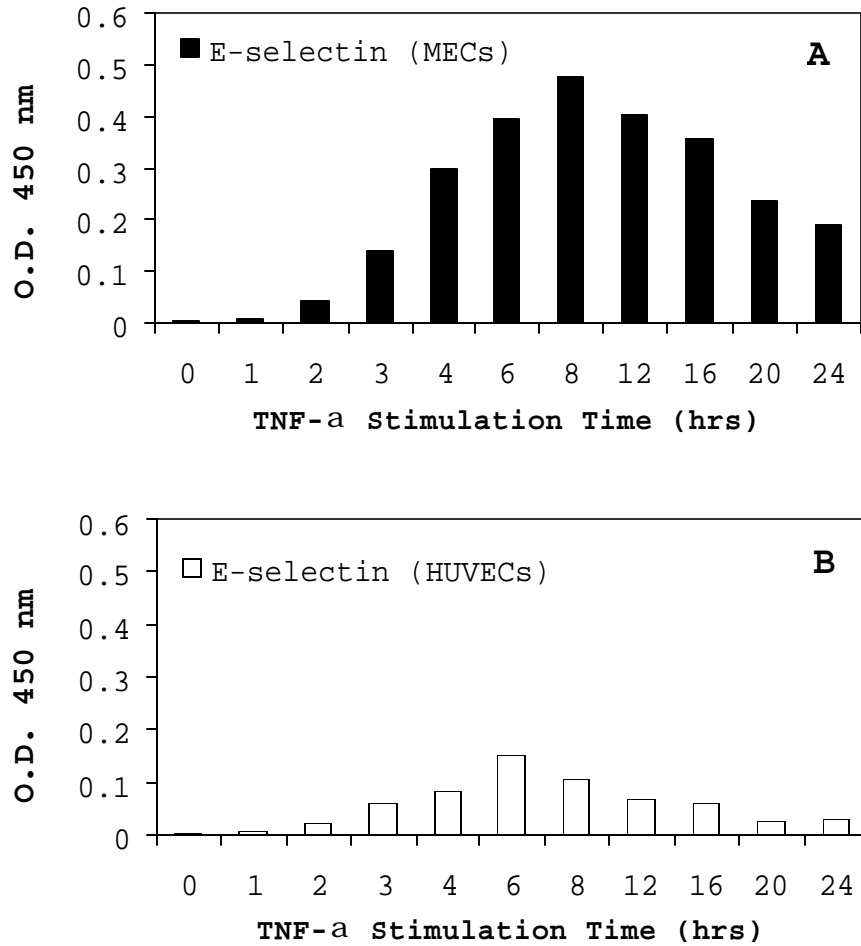 0.6
E-selectin (MECs)
A
0.5
0.4
0.3
0.2
0.1
0
O.D. 450 nm
0 1 2 3 4 6 8 12 16 20 24
TNF-a Stimulation Time (hrs)
0.6
E-selectin (HUVECs)
B
0.5
0.4
0.3
0.2
0.1
0
O.D. 450 nm
0 1 2 3 4 6 8 12 16 20 24
TNF-a Stimulation Time (hrs)